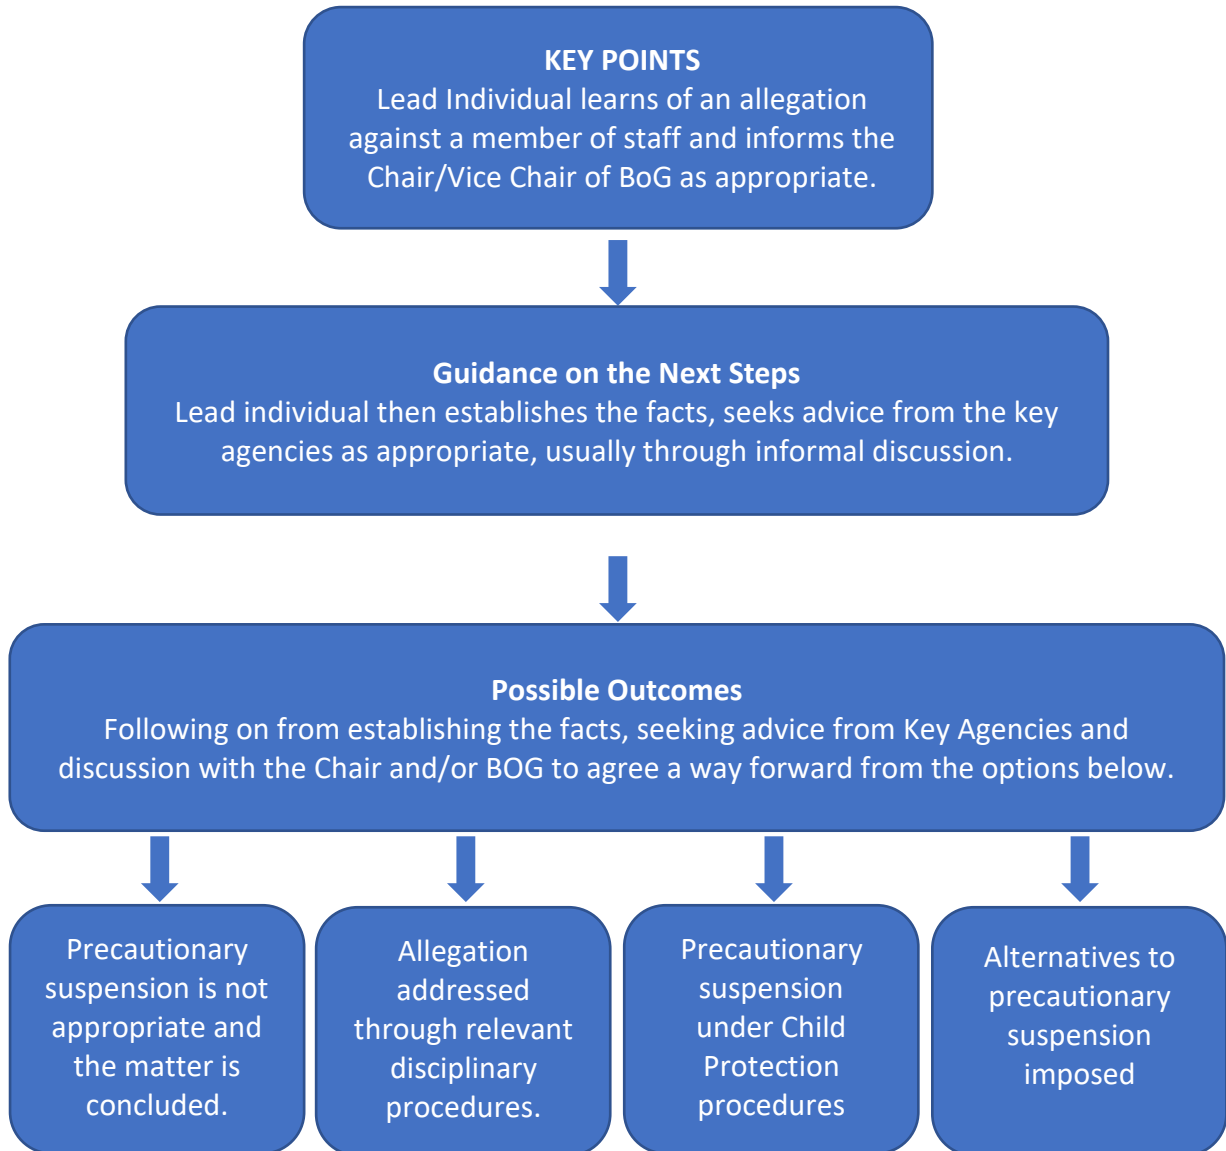 KEY POINTS
Lead Individual learns of an allegation
against a member of staff and informs the
Chair/Vice Chair of BoG as appropriate.
Guidance on the Next Steps
Lead individual then establishes the facts, seeks advice from the key
agencies as appropriate, usually through informal discussion.
Possible Outcomes
Following on from establishing the facts, seeking advice from Key Agencies and
discussion with the Chair and/or BOG to agree a way forward from the options below.
Precautionary
suspension is not
appropriate and
the matter is
concluded.
Allegation
addressed
through relevant
disciplinary
procedures.
Precautionary
suspension
under Child
Protection
procedures
Alternatives to
precautionary
suspension
imposed